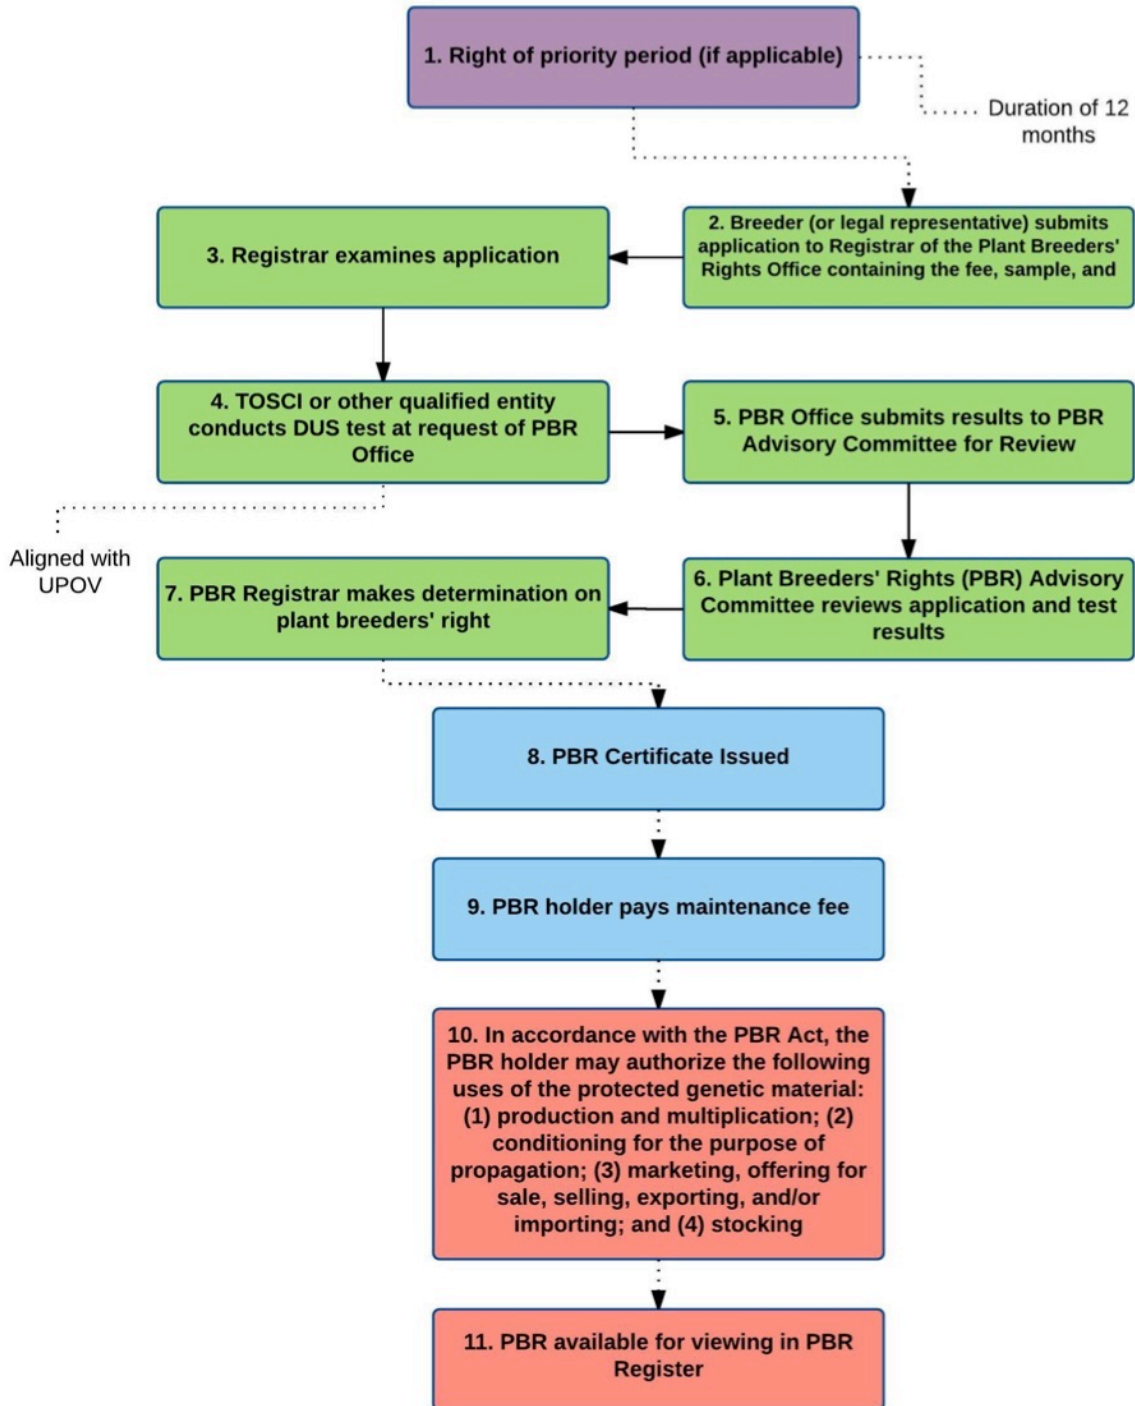 1. Right of priority period (if applicable)
Duration of 12
months
2. Breeder (or legal representative) submits
application to Registrar of the Plant Breeders'
Rights Office containing the fee, sample, and
3. Registrar examines application
4. TOSCI or other qualified entity
conducts DUS test at request of PBR
Office
5. PBR Office submits results to PBR
Advisory Committee for Review
Aligned with
UPOV
6. Plant Breeders' Rights (PBR) Advisory
Committee reviews application and test
results
7. PBR Registrar makes determination on
plant breeders' right
8. PBR Certificate Issued
9. PBR holder pays maintenance fee
10. In accordance with the PBR Act, the
PBR holder may authorize the following
uses of the protected genetic material:
(1) production and multiplication; (2)
conditioning for the purpose of
propagation; (3) marketing, offering for
sale, selling, exporting, and/or
importing; and (4) stocking
11. PBR available for viewing in PBR
Register